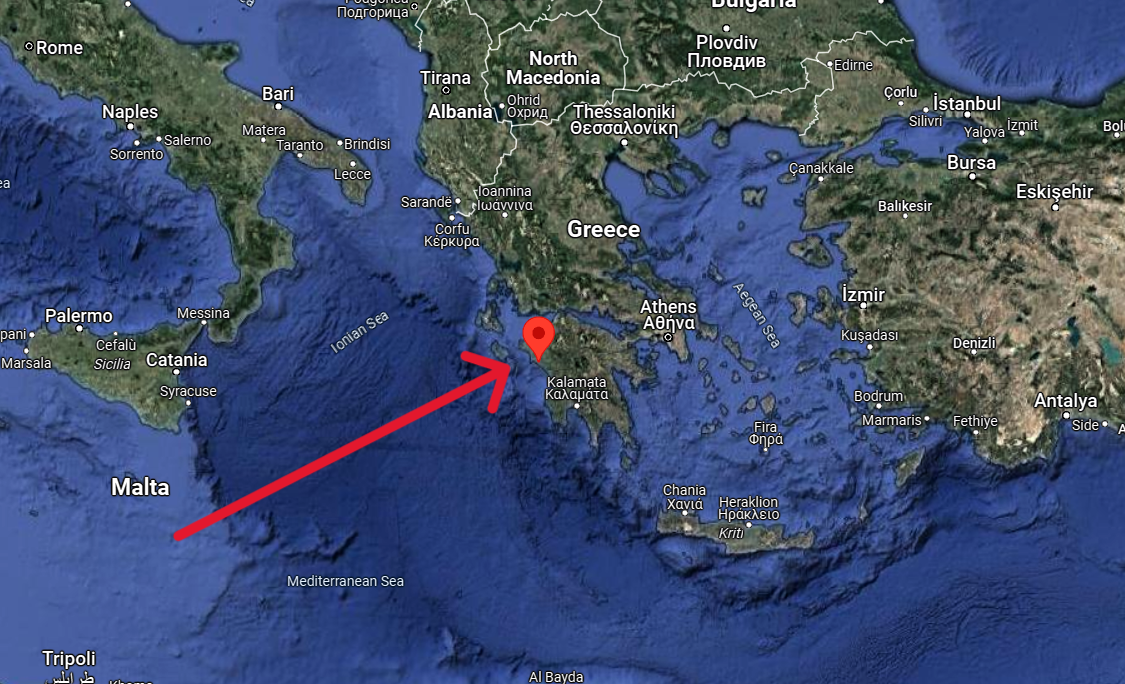 Подгорица
Bulgaria
Rome
Plovdiv
Пловдив
Edirne
North
Macedonia
Tirana
Bari
Çorlu
İstanbul
Naples
Albania
Ohrid
Охрид
Thessaloniki
Θεσσαλονίκη
Silivri
Yalova
İzmit
Matera
Salerno
Taranto
Brindisi
Sorrento
Lecce
Bursa
Çanakkale
Eskişehir
Ioannina
Ιωάννινα
Sarandë
Balıkesir
Corfu
Κέρκυρα
Greece
İzmir
Athens
Αθήνα
Aegean Sea
Messina
Palermo
Ionian Sea
Kuşadası
Cefalù
Denizli
Marsala
Sicilia
Catania
Kalamata
Καλαμάτα
Syracuse
Bodrum
Antalya
Marmaris
Fethiye
Side
Fira
Φηρά
Malta
Chania
Χανιά
Heraklion
Ηράκλειο
Kriti
Mediterranean Sea
Tripoli
طرابلس
Al Bayda